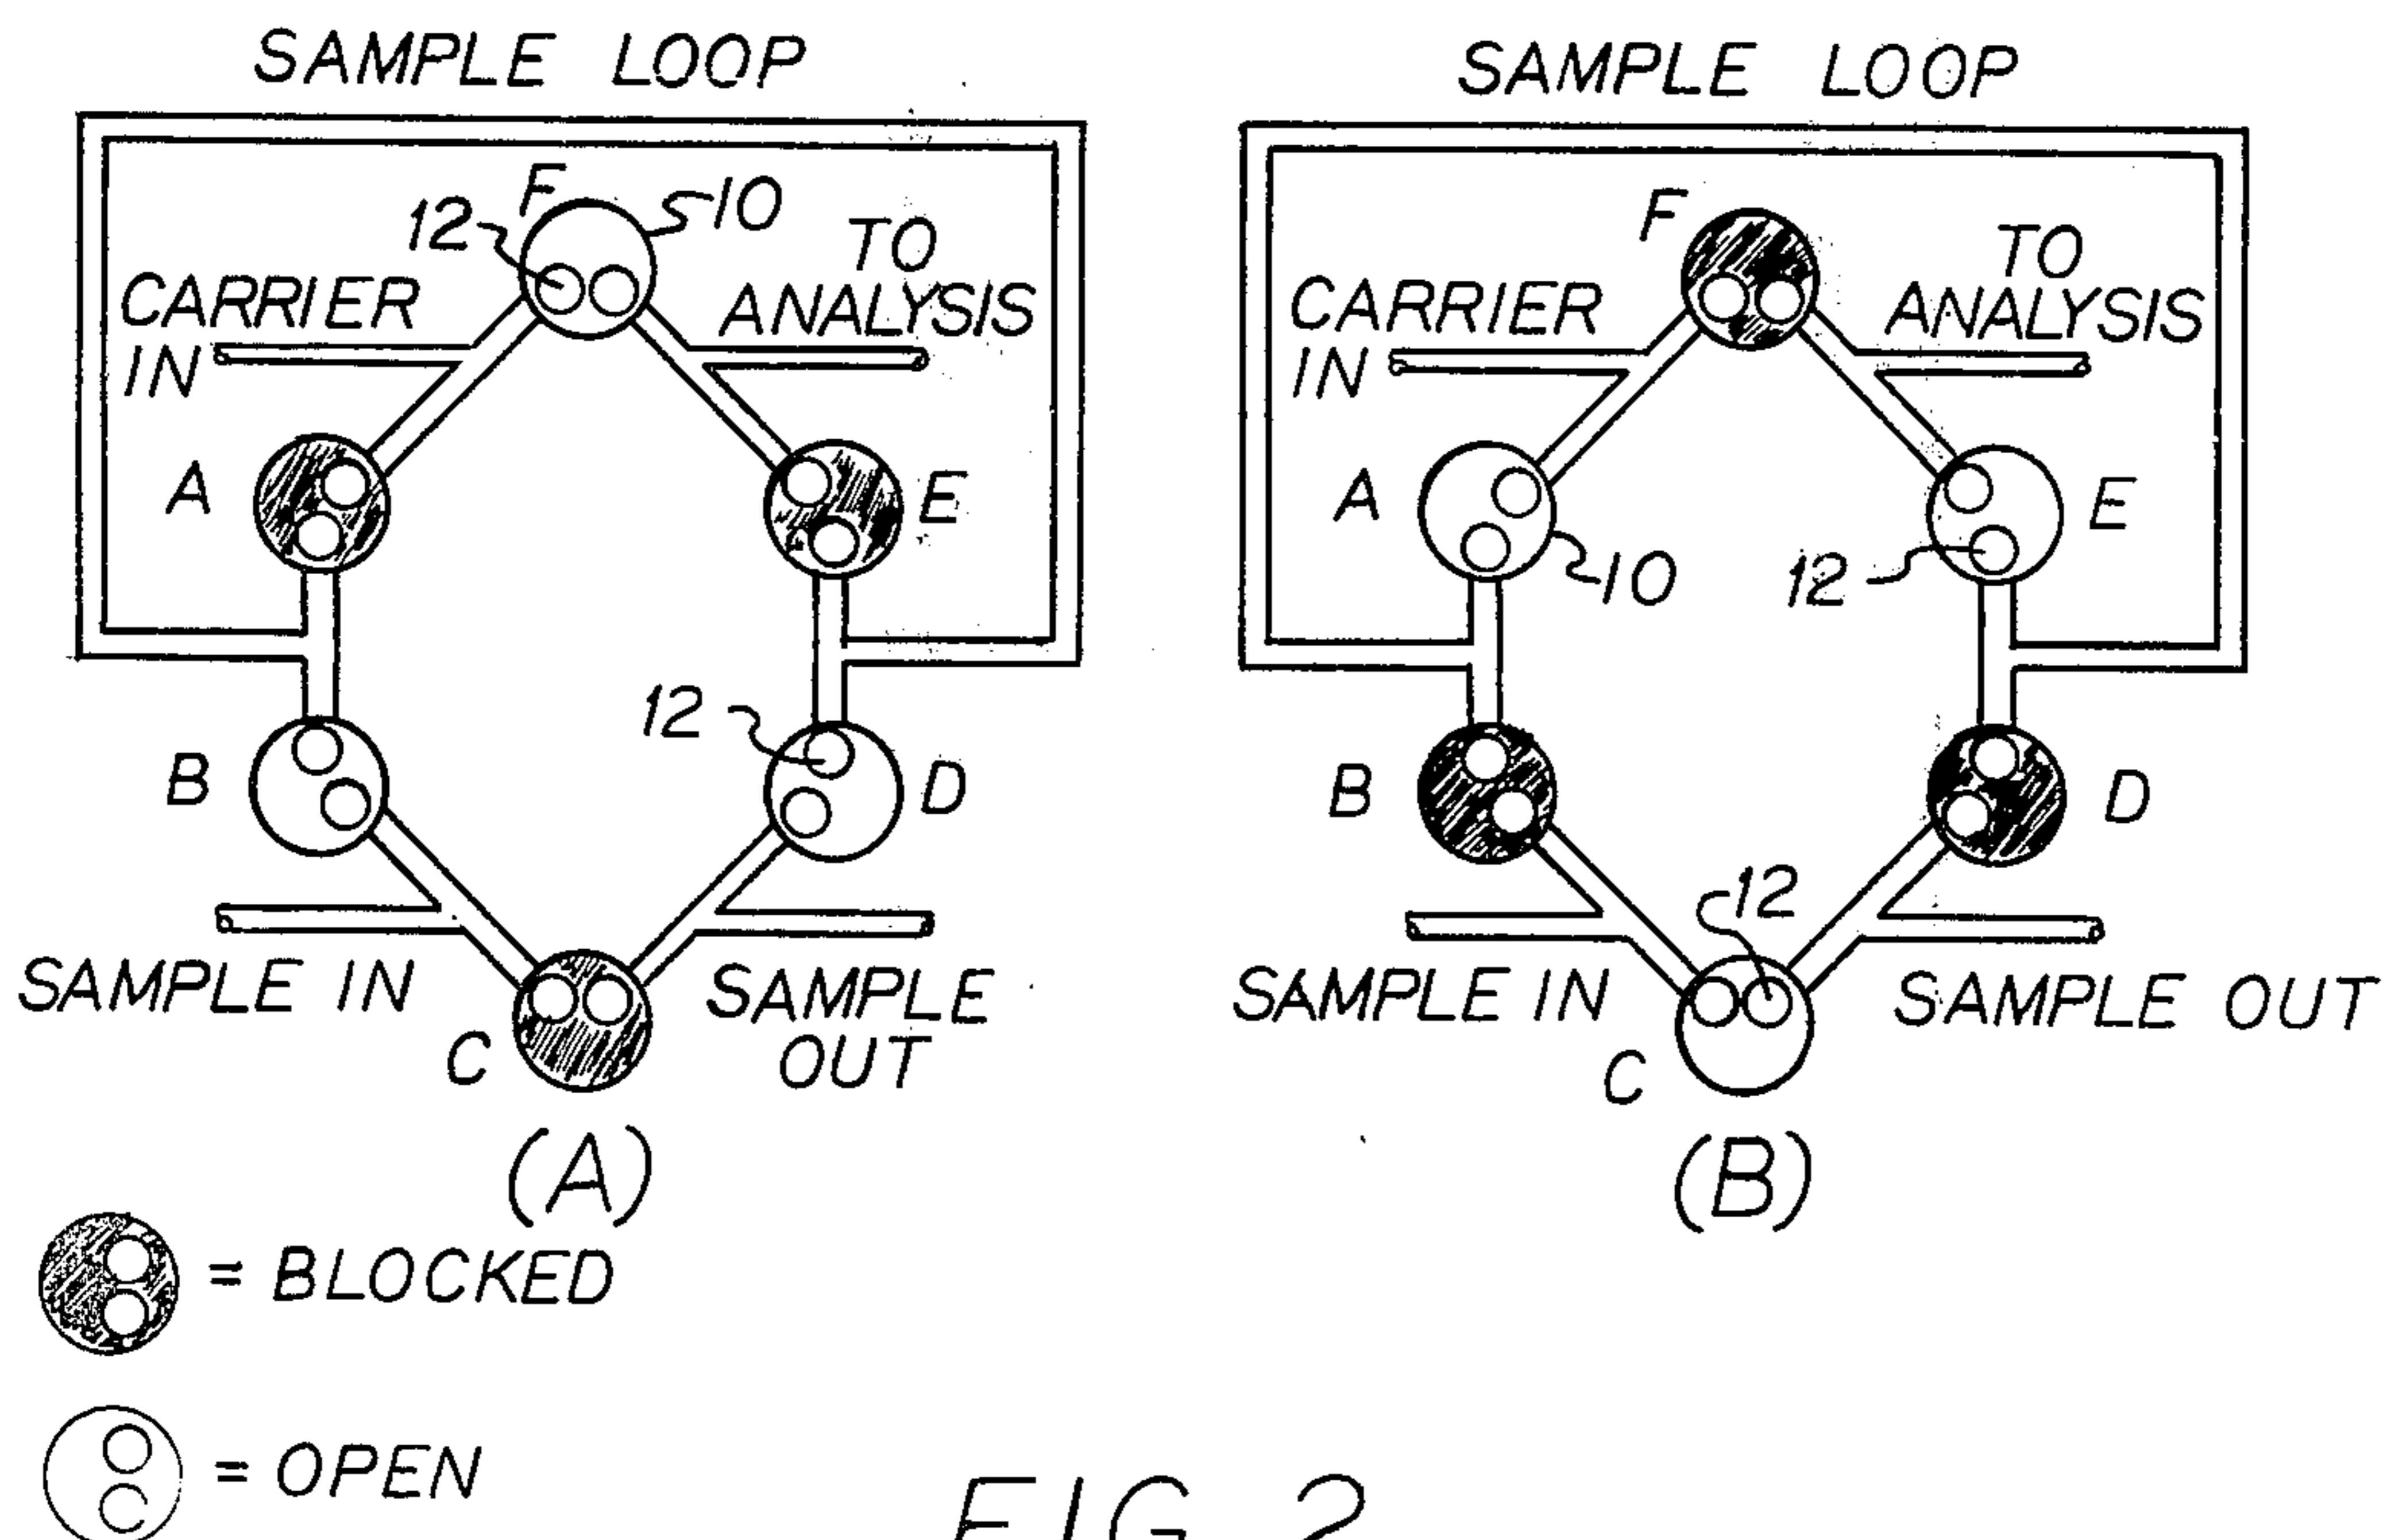 SAMPLE LOOP
F
10
12
TO
ANALYSIS
CARRIER
IN
A
E
12
B
D
SAMPLE IN
SAMPLE
OUT
C
(A)
SAMPLE LOOP
F
TO
ANALYSIS
CARRIER
IN
A
E
10
12
B
D
12
SAMPLE IN
SAMPLE OUT
C
(B)
= BLOCKED
= OPEN
FIG 2